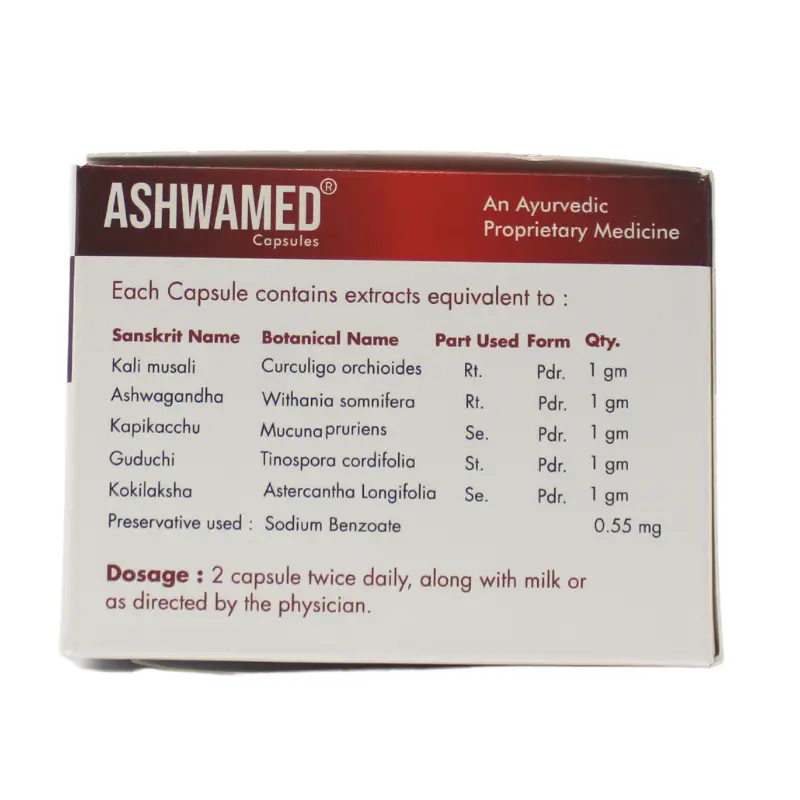 ASHWAMED®
Capsules
An Ayurvedic
Proprietary Medicine
Each Capsule contains extracts equivalent to :
Sanskrit Name Botanical Name Part Used Form Qty.
Kali musali Curculigo orchioides Rt. Pdr. 1 gm
Ashwagandha Withania somnifera Rt. Pdr. 1 gm
Kapikacchu Mucuna pruriens Se. Pdr. 1 gm
Guduchi Tinospora cordifolia St. Pdr. 1 gm
Kokilaksha Astercantha Longifolia Se. Pdr. 1 gm
Preservative used : Sodium Benzoate 0.55 mg
Dosage : 2 capsule twice daily, along with milk or
as directed by the physician.